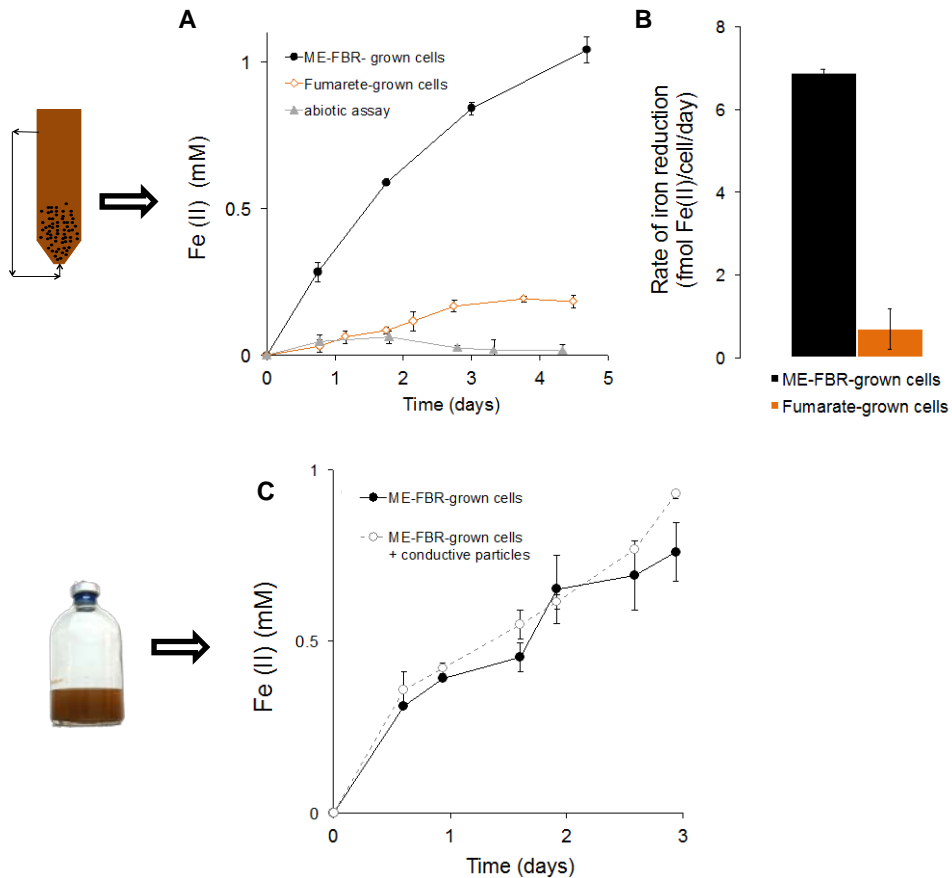 A
ME-FBR- grown cells
Fumarete-grown cells
abiotic assay
1
0.5
0
Fe (II) (mM)
0
1
2
3
4
5
Time (days)
B
8
6
4
2
0
Rate of iron reduction
(fmol Fe(II)/cell/day)
ME-FBR-grown cells
Fumarate-grown cells
C
ME-FBR-grown cells
ME-FBR-grown cells
+ conductive particles
1
0.5
0
Fe (II) (mM)
0
1
2
3
Time (days)